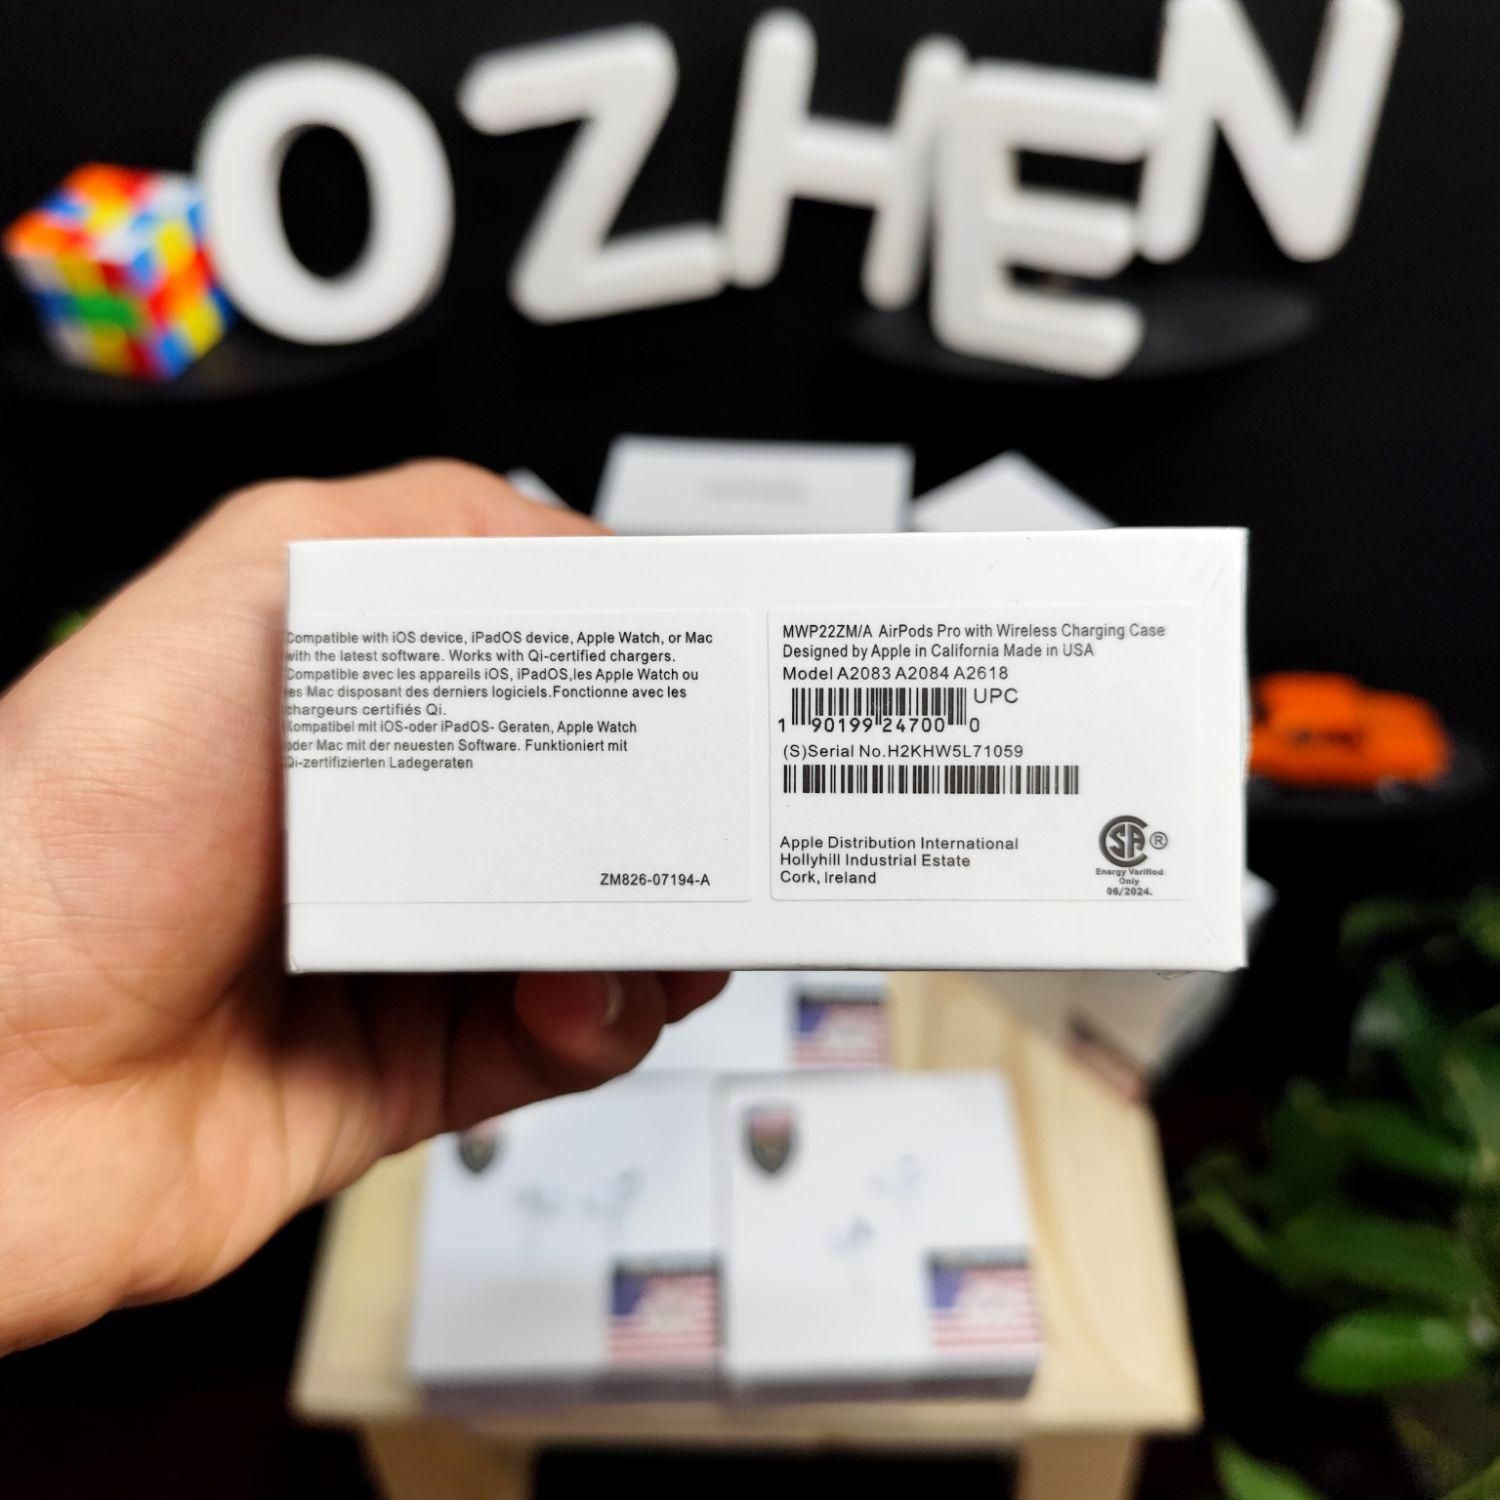 OZHEN
Compatible with iOS device, iPadOS device, Apple Watch, or Mac
with the latest software. Works with Qi-certified chargers.
Compatible avec les appareils iOS, iPadOS,les Apple Watch ou
les Mac disposant des derniers logiciels.Fonctionne avec les
chargeurs certifiés Qi.
Kompatibel mit iOS-oder iPadOS- Geraten, Apple Watch
oder Mac mit der neuesten Software. Funktioniert mit
Qi-zertifizierten Ladegeraten
ZM826-07194-A
MWP22ZM/A AirPods Pro with Wireless Charging Case
Designed by Apple in California Made in USA
Model A2083 A2084 A2618
UPC
1 90199 24700 0
(S)Serial No.H2KHW5L71059
Apple Distribution International
Hollyhill Industrial Estate
Cork, Ireland
SA ®
Energy Varified
Only
06/2024.